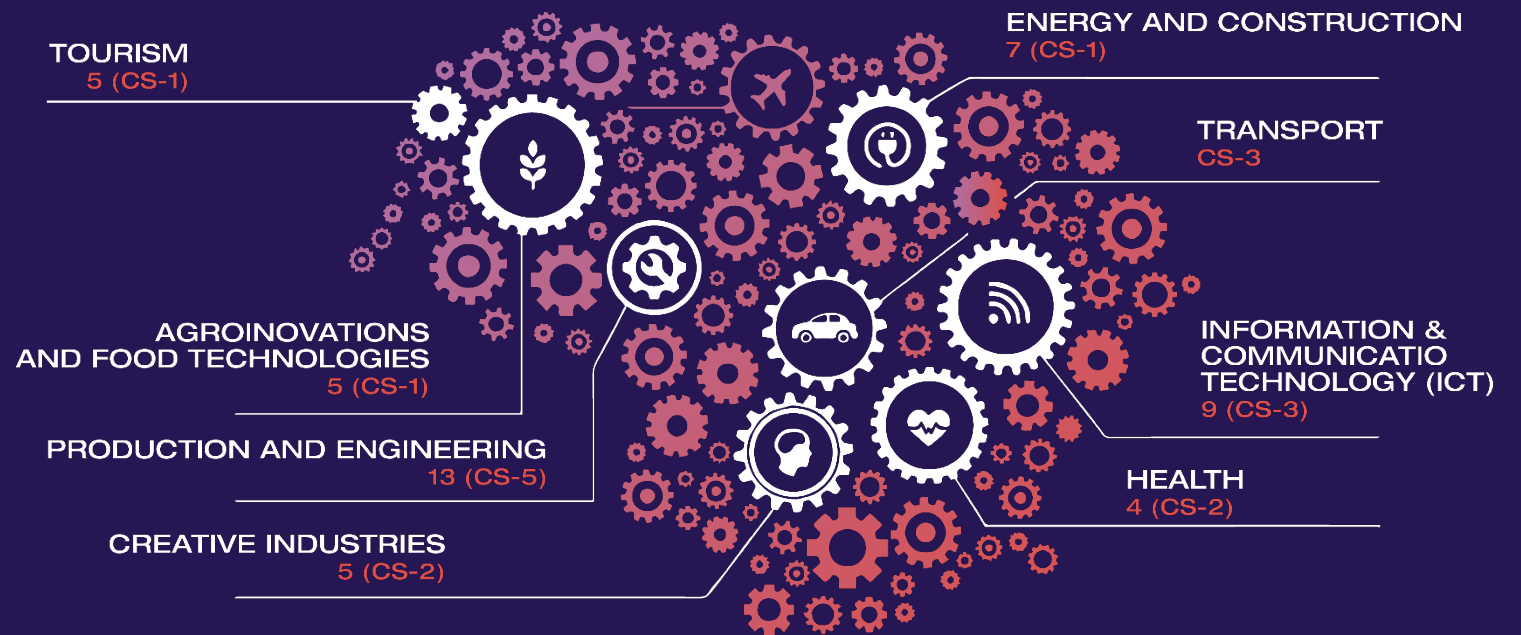 TOURISM
5 (CS-1)
AGROINOVATIONS
AND FOOD TECHNOLOGIES
5 (CS-1)
PRODUCTION AND ENGINEERING
13 (CS-5)
CREATIVE INDUSTRIES
5 (CS-2)
ENERGY AND CONSTRUCTION
7 (CS-1)
TRANSPORT
CS-3
INFORMATION &
COMMUNICATIO
TECHNOLOGY (ICT)
9 (CS-3)
HEALTH
4 (CS-2)